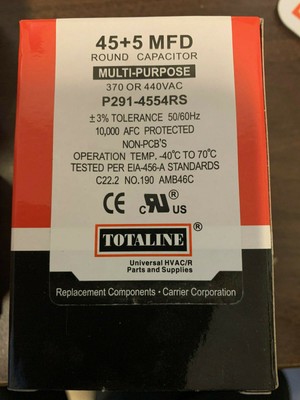 45+5 MFD
ROUND CAPACITOR
MULTI-PURPOSE
370 OR 440VAC
P291-4554RS
±3% TOLERANCE 50/60Hz
10,000 AFC PROTECTED
NON-PCB'S
OPERATION TEMP. -40°C TO 70°C
TESTED PER EIA-456-A STANDARDS
C22.2 NO.190 AMB46C
CE c RU ® US
TOTALINE ®
Universal HVAC/R
Parts and Supplies
Replacement Components • Carrier Corporation